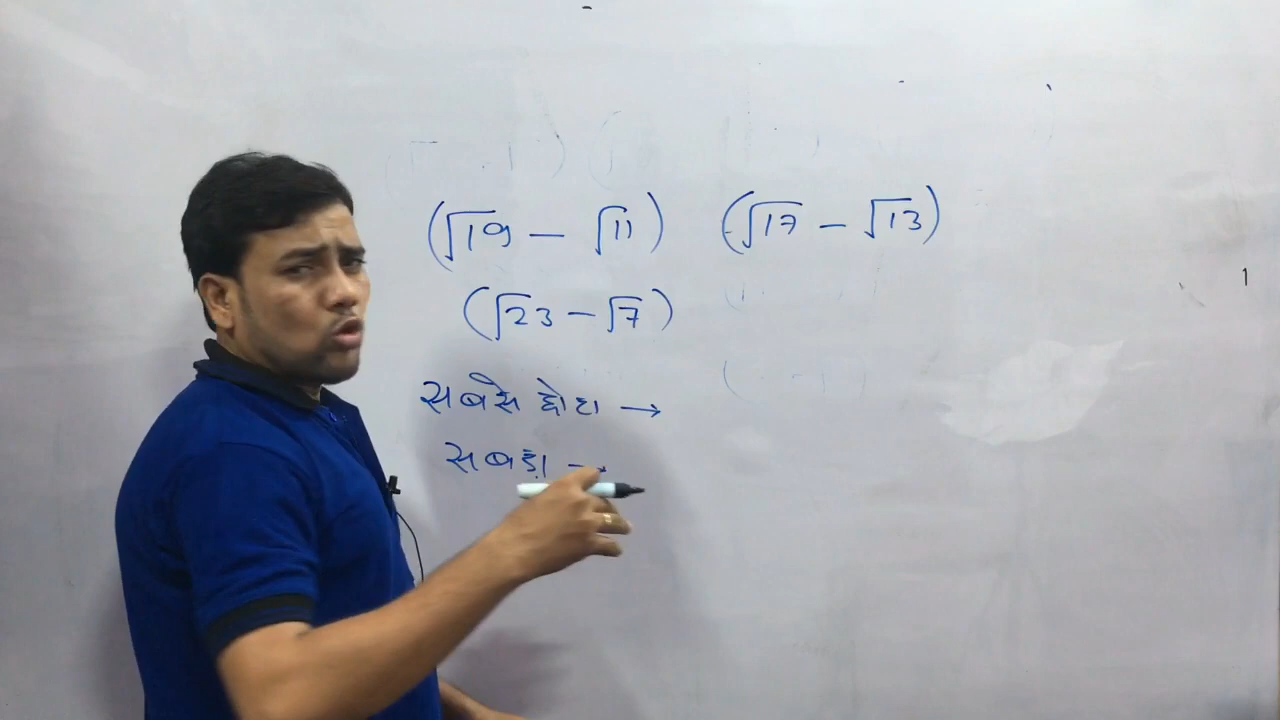 (√19 – √11) (√17 – √13)
(√23 – √7)
सबसे छोटा →
सबड़ा →